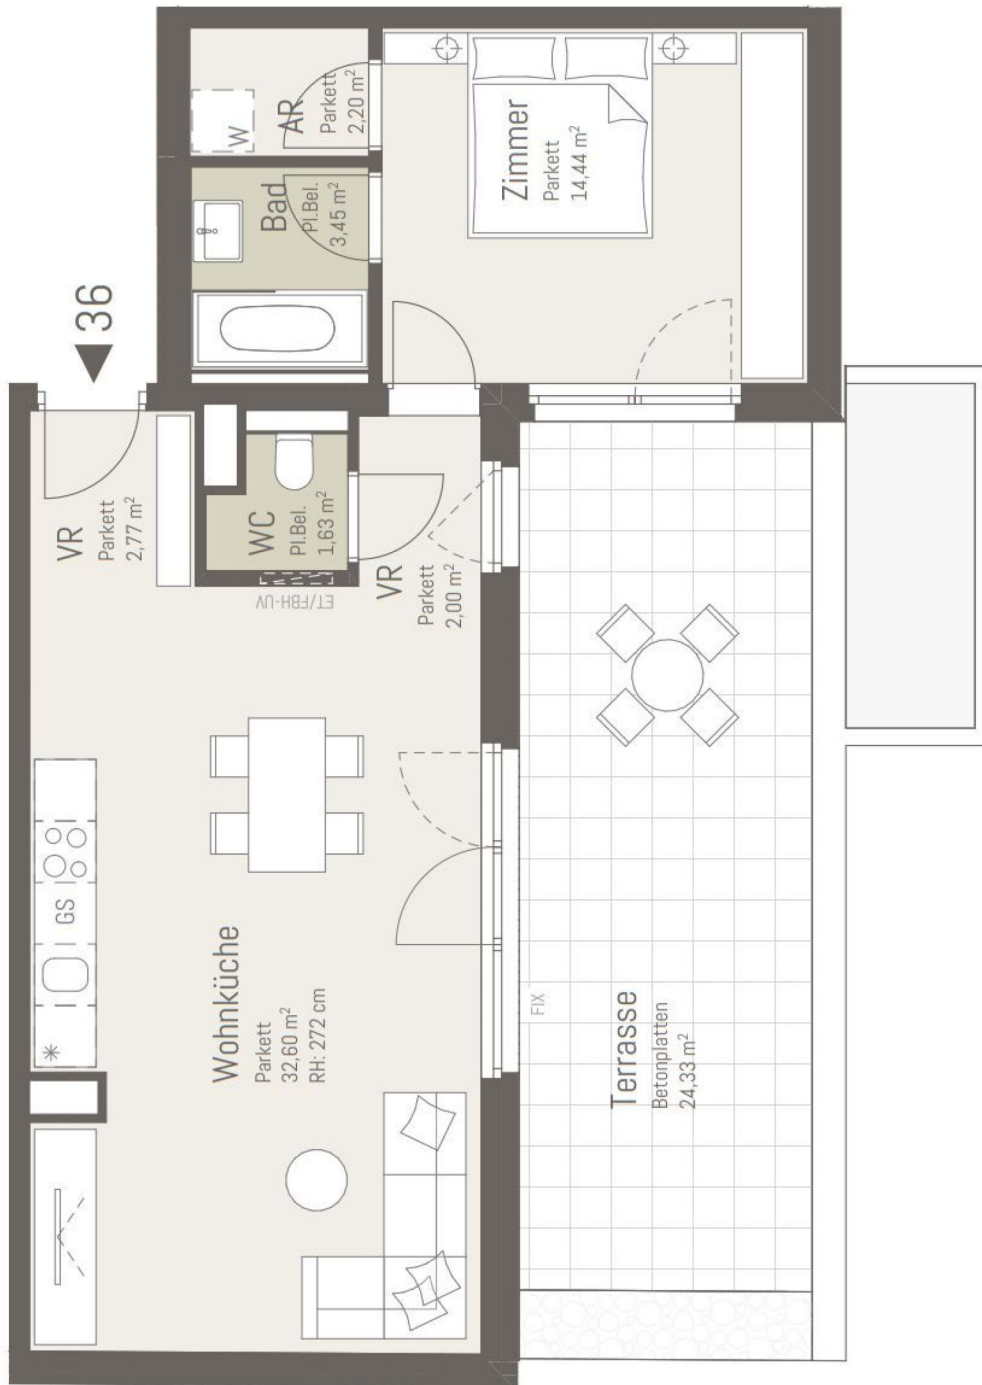 36
AR
Parkett
2,20 m²
W
Bad
Pl.Bel.
3,45 m²
Zimmer
Parkett
14,44 m²
VR
Parkett
2,77 m²
WC
Pl.Bel.
1,63 m²
ET/FBH-UV
VR
Parkett
2,00 m²
GS
Wohnküche
Parkett
32,60 m²
RH: 272 cm
FIX
Terrasse
Betonplatten
24,33 m²